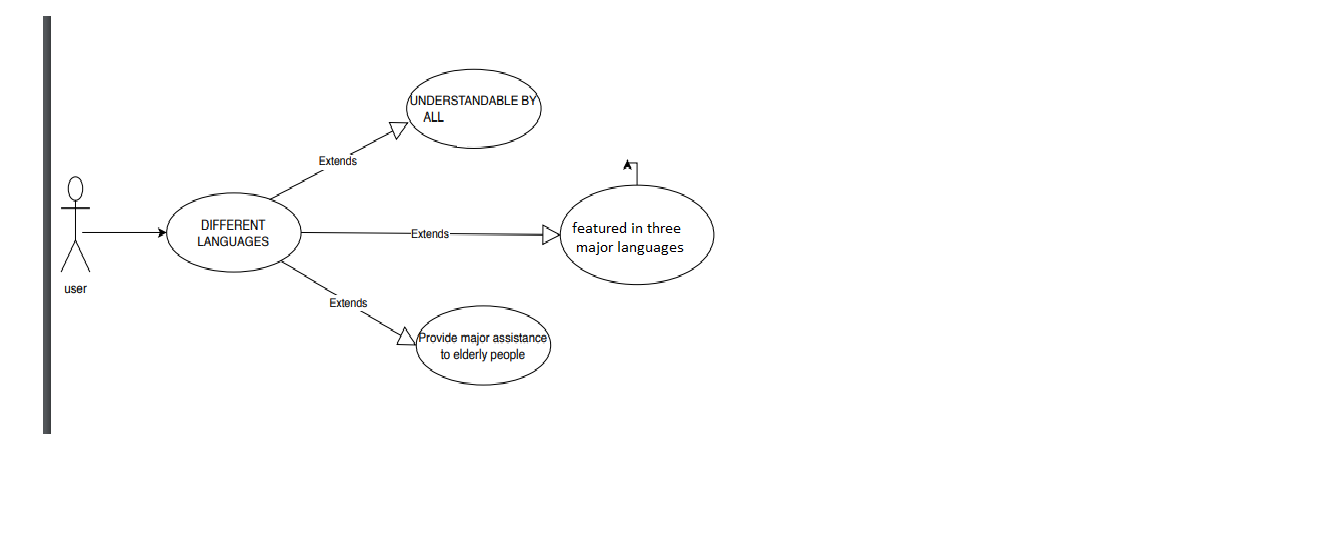 UNDERSTANDABLE BY
ALL
Extends
DIFFERENT
LANGUAGES
Extends
featured in three
major languages
user
Extends
Provide major assistance
to elderly people